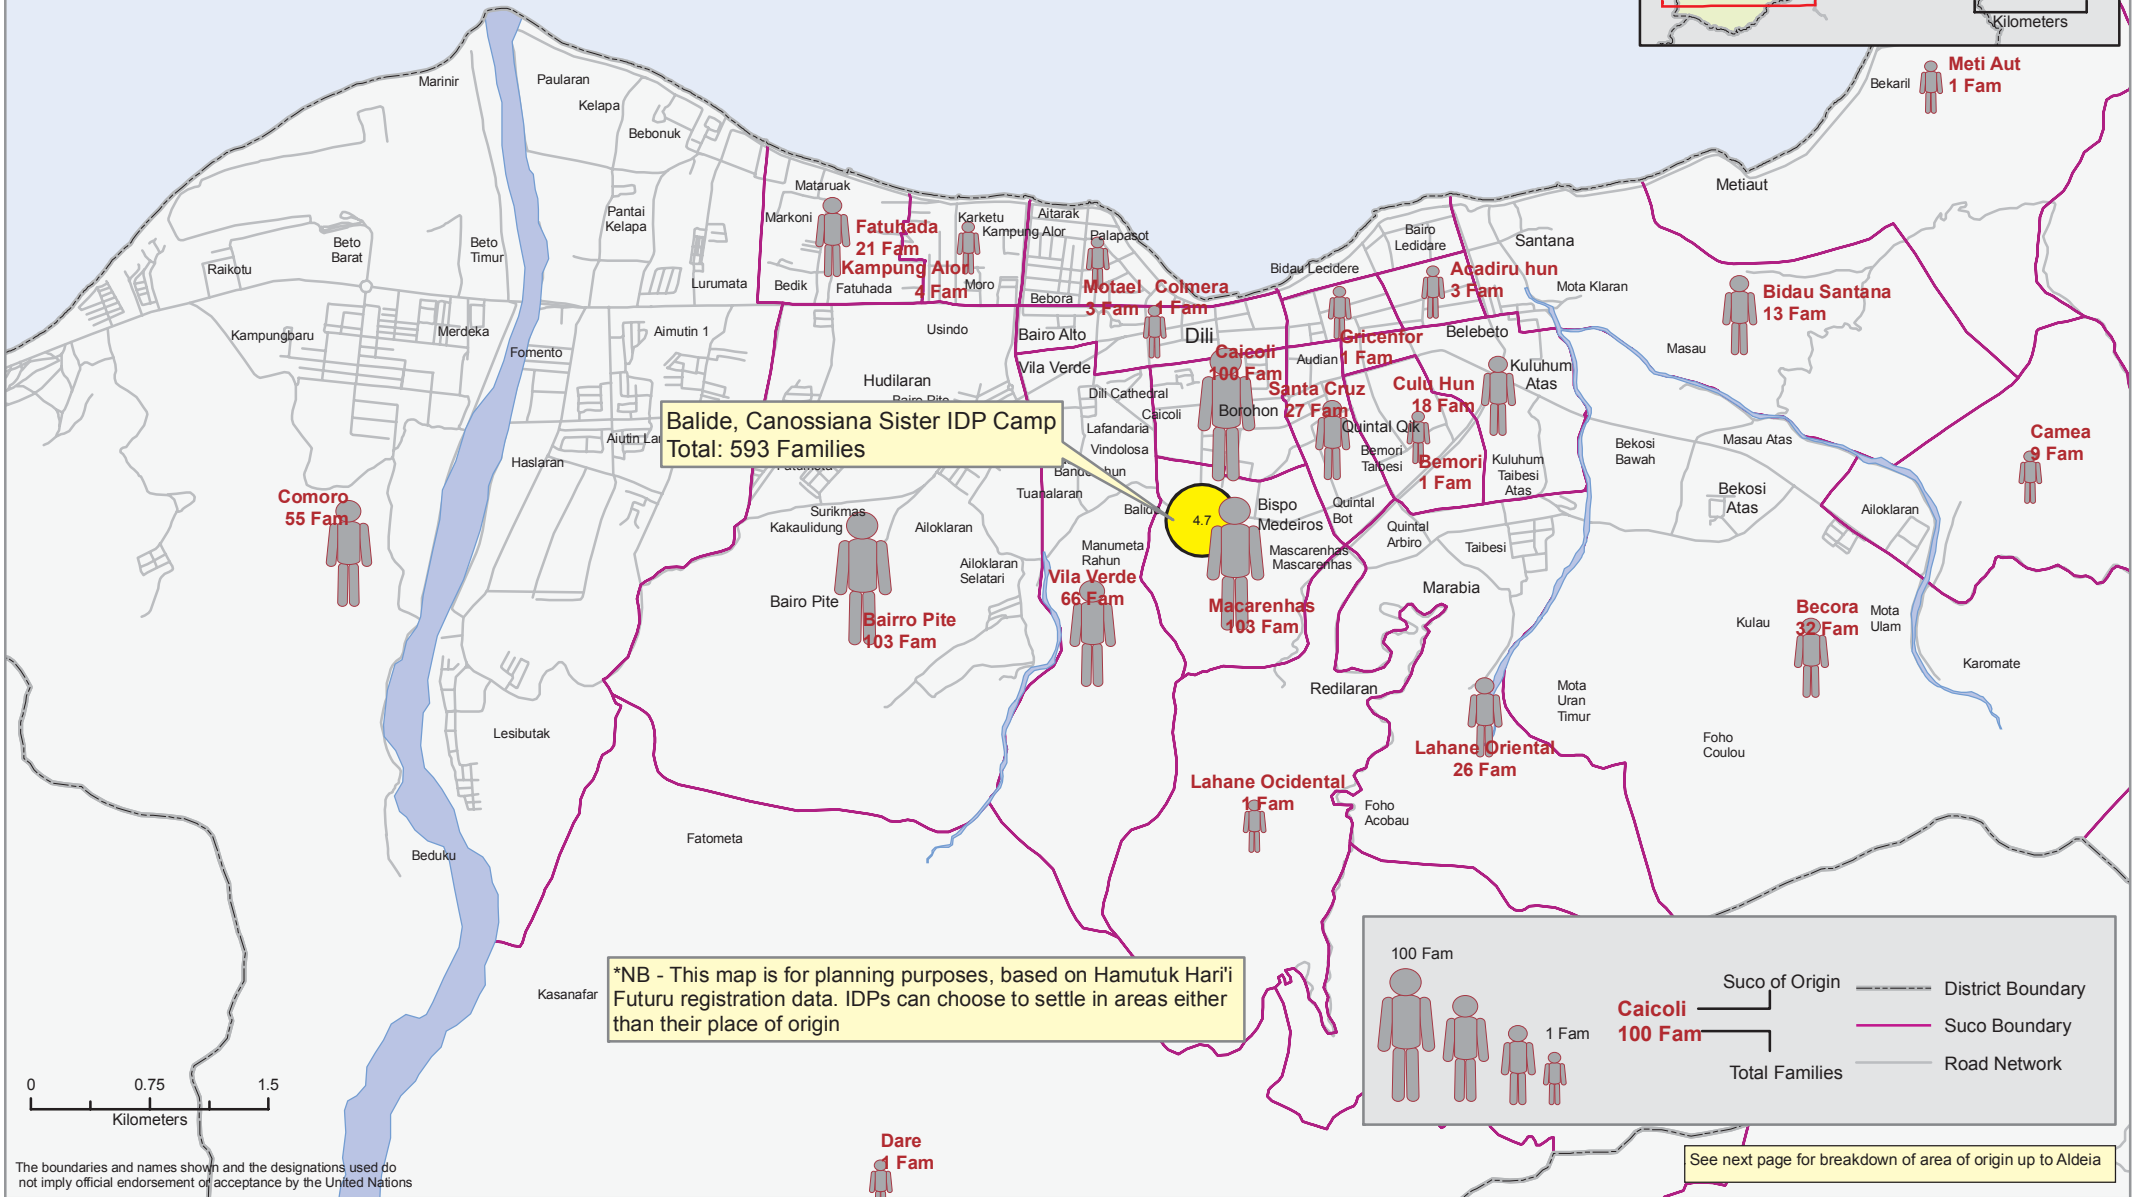 Kilometers
Meti Aut
1 Fam
Bekaril
Marinir
Paularan
Kelapa
Bebonuk
Metiaut
Mataruak
Markoni
Fatuhada
21 Fam
Karketu
Kampung Alor
Aitarak
Palapasot
Pantai
Kelapa
Bairo
Ledidare
Santana
Beto
Barat
Beto
Timur
Raikotu
Lurumata
Bedik
Fatuhada
Kampung Alor
4 Fam
Moro
Bebora
Motael
3 Fam
Colmera
1 Fam
Bidau Lecidere
Acadiru hun
3 Fam
Mota Klaran
Bidau Santana
13 Fam
Kampungbaru
Merdeka
Fomento
Aimutin 1
Usindo
Bairo Alto
Dili
Gricenfor
1 Fam
Belebeto
Masau
Hudilaran
Bairo Pite
Vila Verde
Caicoli
100 Fam
Audian
Santa Cruz
27 Fam
Culu Hun
18 Fam
Kuluhum
Atas
Dili Cathedral
Caicoli
Borohon
Lafandaria
Vindolosa
Quintal Qik
Bemori
Taibesi
Bemori
1 Fam
Kuluhum
Taibesi
Atas
Bekosi
Bawah
Masau Atas
Camea
9 Fam
Balide, Canossiana Sister IDP Camp
Total: 593 Families
Haslaran
Tuanalaran
Bekosi
Atas
Ailoklaran
Comoro
55 Fam
Surikmas
Kakaulidung
Ailoklaran
4.7
Bispo
Medeiros
Quintal
Bot
Quintal
Arbiro
Taibesi
Manumeta
Rahun
Mascarenhas
Mascarenhas
Ailoklaran
Selatari
Vila Verde
66 Fam
Marabia
Bairo Pite
Bairro Pite
103 Fam
Macarenhas
103 Fam
Becora
32 Fam
Kulau
Mota
Ulam
Karomate
Redilaran
Mota
Uran
Timur
Lesibutak
Foho
Coulou
Lahane Oriental
26 Fam
Lahane Ocidental
1 Fam
Foho
Acobau
Fatometa
Beduku
Kasanafar
*NB - This map is for planning purposes, based on Hamutuk Hari'i
Futuru registration data. IDPs can choose to settle in areas either
than their place of origin
100 Fam
1 Fam
Caicoli
100 Fam
Suco of Origin
Total Families
District Boundary
Suco Boundary
Road Network
0 0.75 1.5
Kilometers
Dare
1 Fam
The boundaries and names shown and the designations used do
not imply official endorsement or acceptance by the United Nations
See next page for breakdown of area of origin up to Aldeia